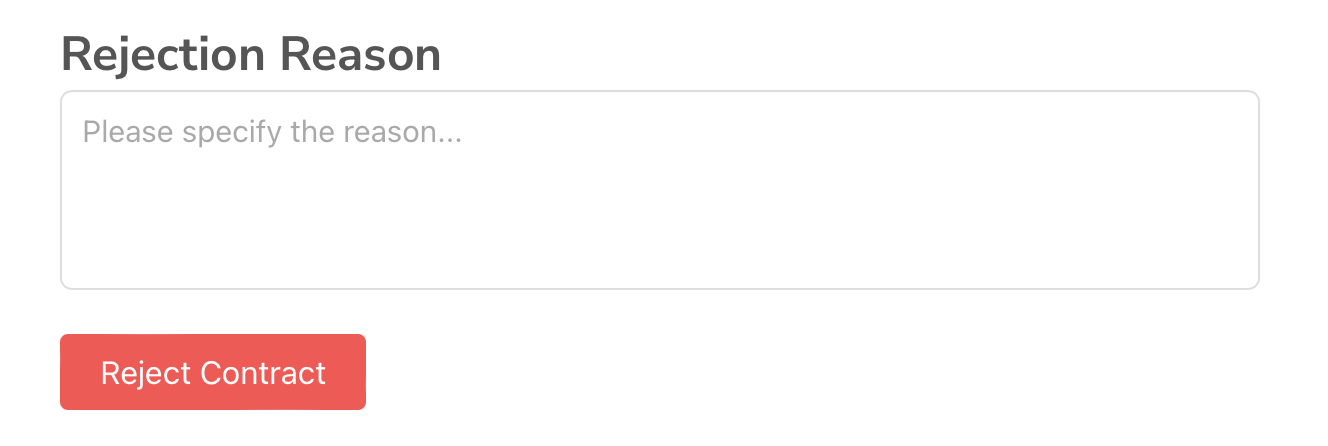 Rejection Reason
Please specify the reason...
Reject Contract